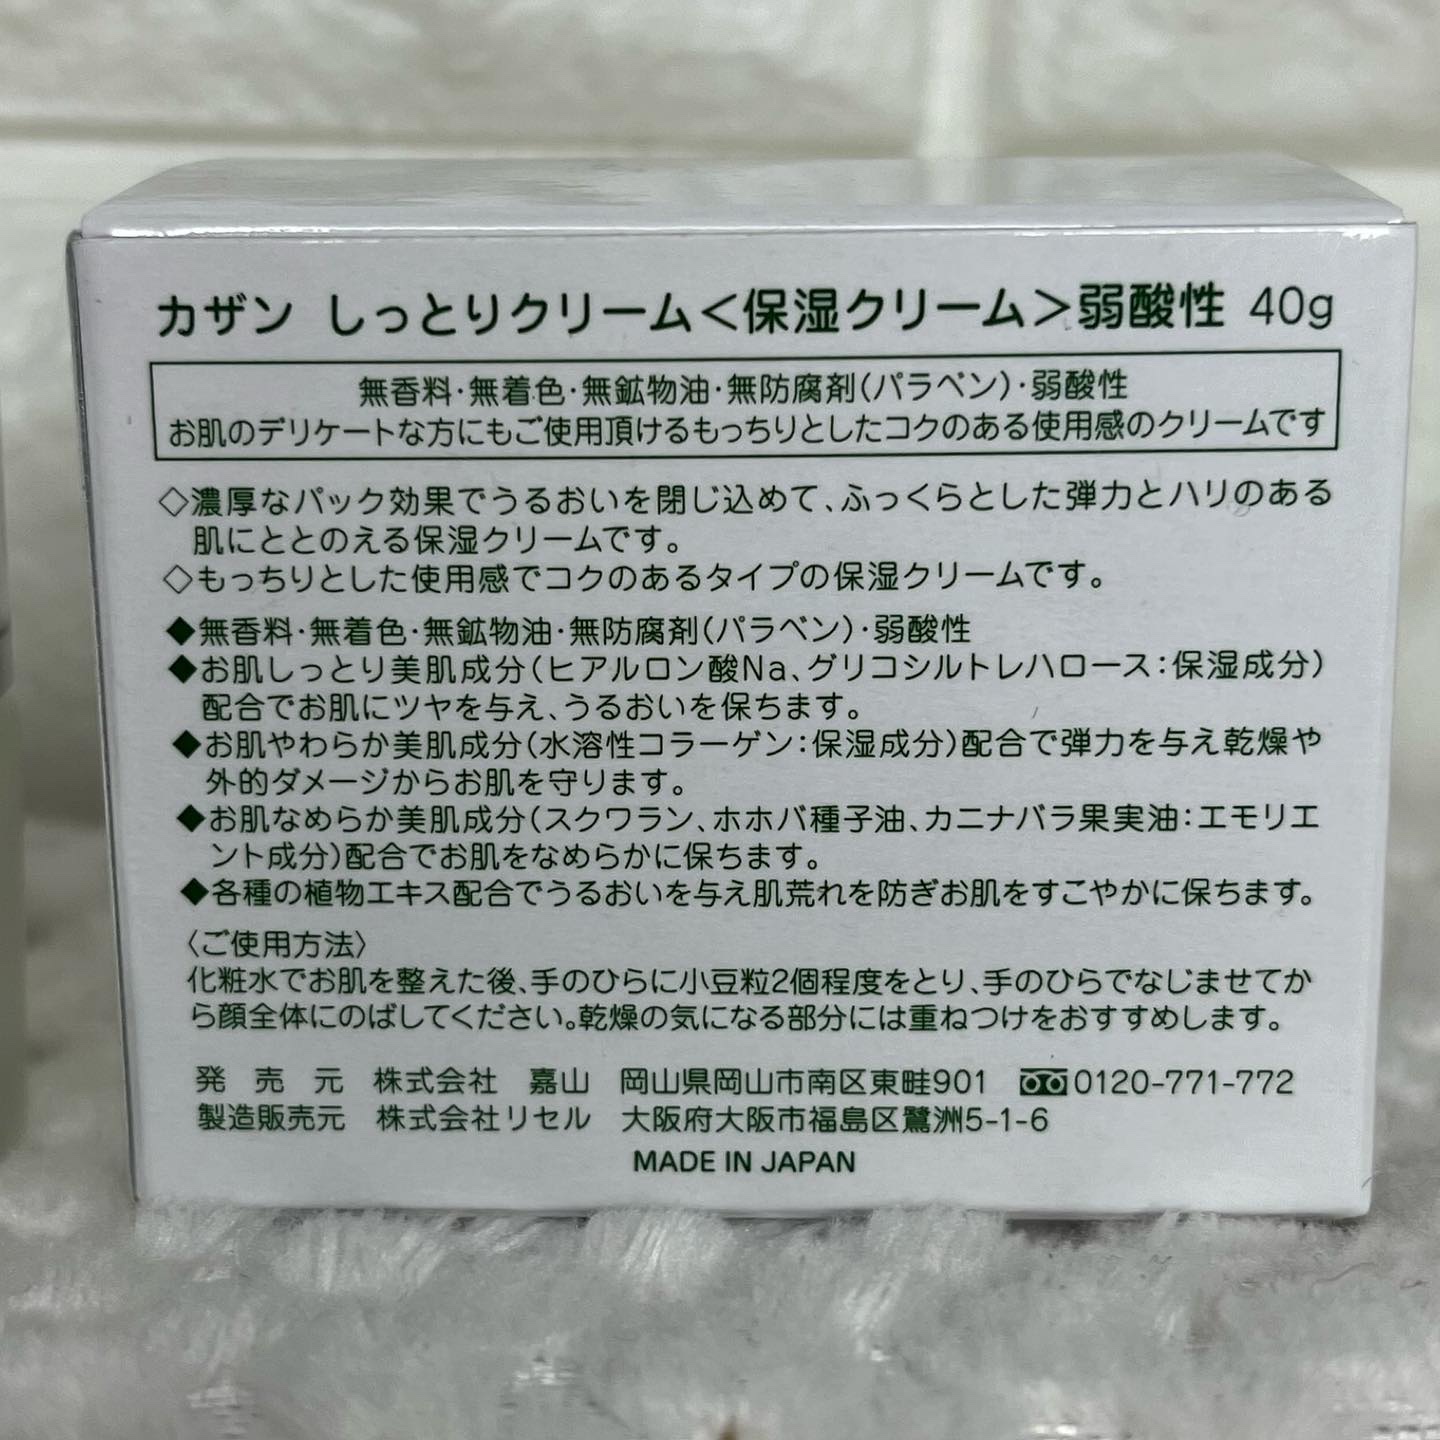 カザン しっとりクリーム＜保湿クリーム＞弱酸性 40g
無香料・無着色・無鉱物油・無防腐剤(パラベン)・弱酸性
お肌のデリケートな方にもご使用頂けるもっちりとしたコクのある使用感のクリームです
◇濃厚なパック効果でうるおいを閉じ込めて、ふっくらとした弾力とハリのある
肌にととのえる保湿クリームです。
◇もっちりとした使用感でコクのあるタイプの保湿クリームです。
◆無香料・無着色・無鉱物油・無防腐剤(パラベン)・弱酸性
◆お肌しっとり美肌成分(ヒアルロン酸Na、グリコシルトレハロース:保湿成分)
配合でお肌にツヤを与え、うるおいを保ちます。
◆お肌やわらか美肌成分(水溶性コラーゲン:保湿成分)配合で弾力を与え乾燥や
外的ダメージからお肌を守ります。
◆お肌なめらか美肌成分(スクワラン、ホホバ種子油、カニナバラ果実油:エモリエ
ント成分)配合でお肌をなめらかに保ちます。
◆各種の植物エキス配合でうるおいを与え肌荒れを防ぎお肌をすこやかに保ちます。
〈ご使用方法〉
化粧水でお肌を整えた後、手のひらに小豆粒2個程度をとり、手のひらでなじませてか
ら顔全体にのばしてください。乾燥の気になる部分には重ねつけをおすすめします。
発　売　元　株式会社　嘉山　岡山県岡山市南区東畦901　0120-771-772
製造販売元　株式会社リセル　大阪府大阪市福島区鷺洲5-1-6
MADE IN JAPAN